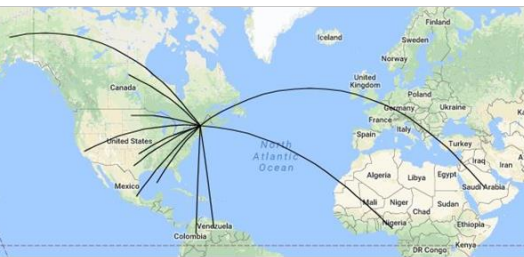 Finland
Iceland
Sweden
Norway
Canada
United
Kingdom
Poland
Germany
Ukraine
France
Italy
United States
Spain
Turkey
North
Atlantic
Ocean
Iraq
Iran
Algeria
Libya
Egypt
Saudi Arabia
Mexico
Mali
Niger
Chad
Sudan
Venezuela
Nigeria
Ethiopia
Colombia
DR Congo
Kenya